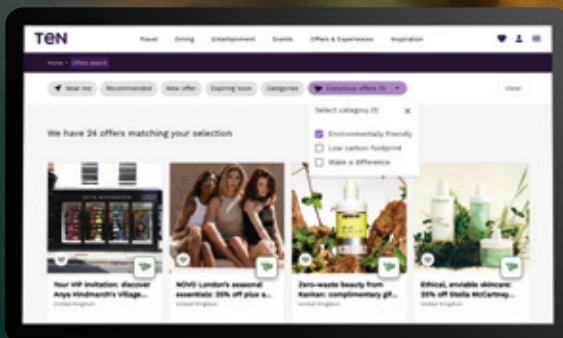 TEN
Travel Dining Entertainment Events Offers & Experiences Inspiration
Home • Offers search
Near me Recommended New offer Expiring soon Categories Conscious offers (1) Clear
Select category (1) ×
Environmentally friendly
Low carbon footprint
Make a difference
We have 24 offers matching your selection
Your VIP invitation: discover
Anya Hindmarch's Village...
United Kingdom
NOVO London's seasonal
essentials: 35% off plus a...
United Kingdom
Zero-waste beauty from
Kankan: complimentary gif...
United Kingdom
Ethical, enviable skincare:
20% off Stella McCartney...
United Kingdom